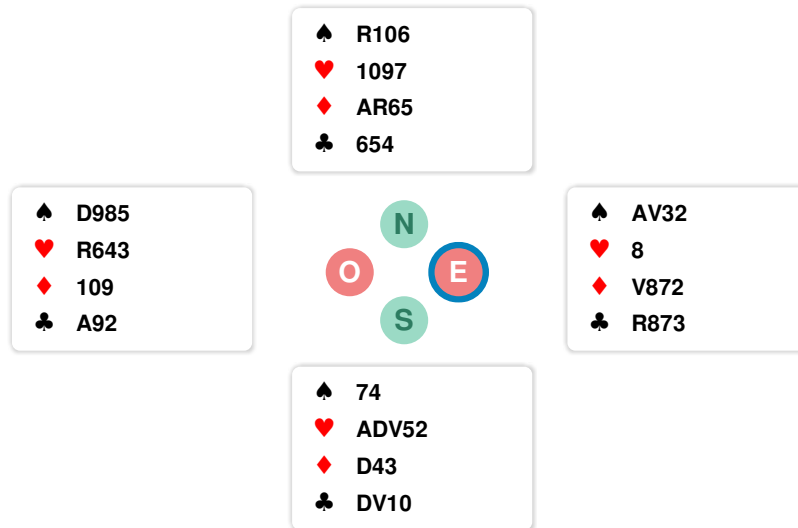 ♠ R106
♥ 1097
♦ AR65
♣ 654
♠ D985
♥ R643
♦ 109
♣ A92
N
O E
S
♠ AV32
♥ 8
♦ V872
♣ R873
♠ 74
♥ ADV52
♦ D43
♣ DV10